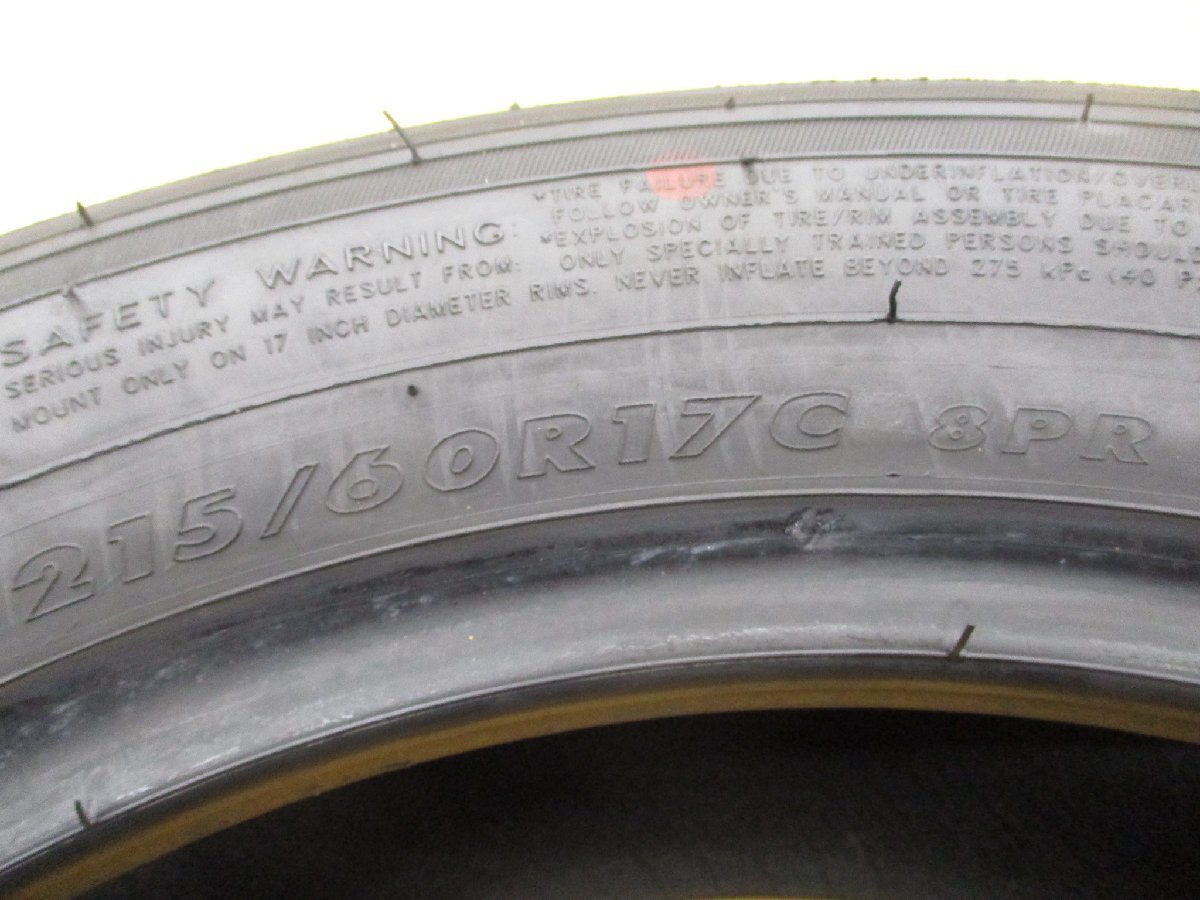 SAFETY WARNING:
SERIOUS INJURY MAY RESULT FROM:
*TIRE FAILURE DUE TO UNDERINFLATION/
FOLLOW OWNER'S MANUAL OR TIRE PLACAR
*EXPLOSION OF TIRE/RIM ASSEMBLY DUE TO
ONLY SPECIALLY TRAINED PERSONS SHOULD
MOUNT ONLY ON 17 INCH DIAMETER RIMS. NEVER INFLATE BEYOND 275 kPa (40 P
215/60R17C 8PR